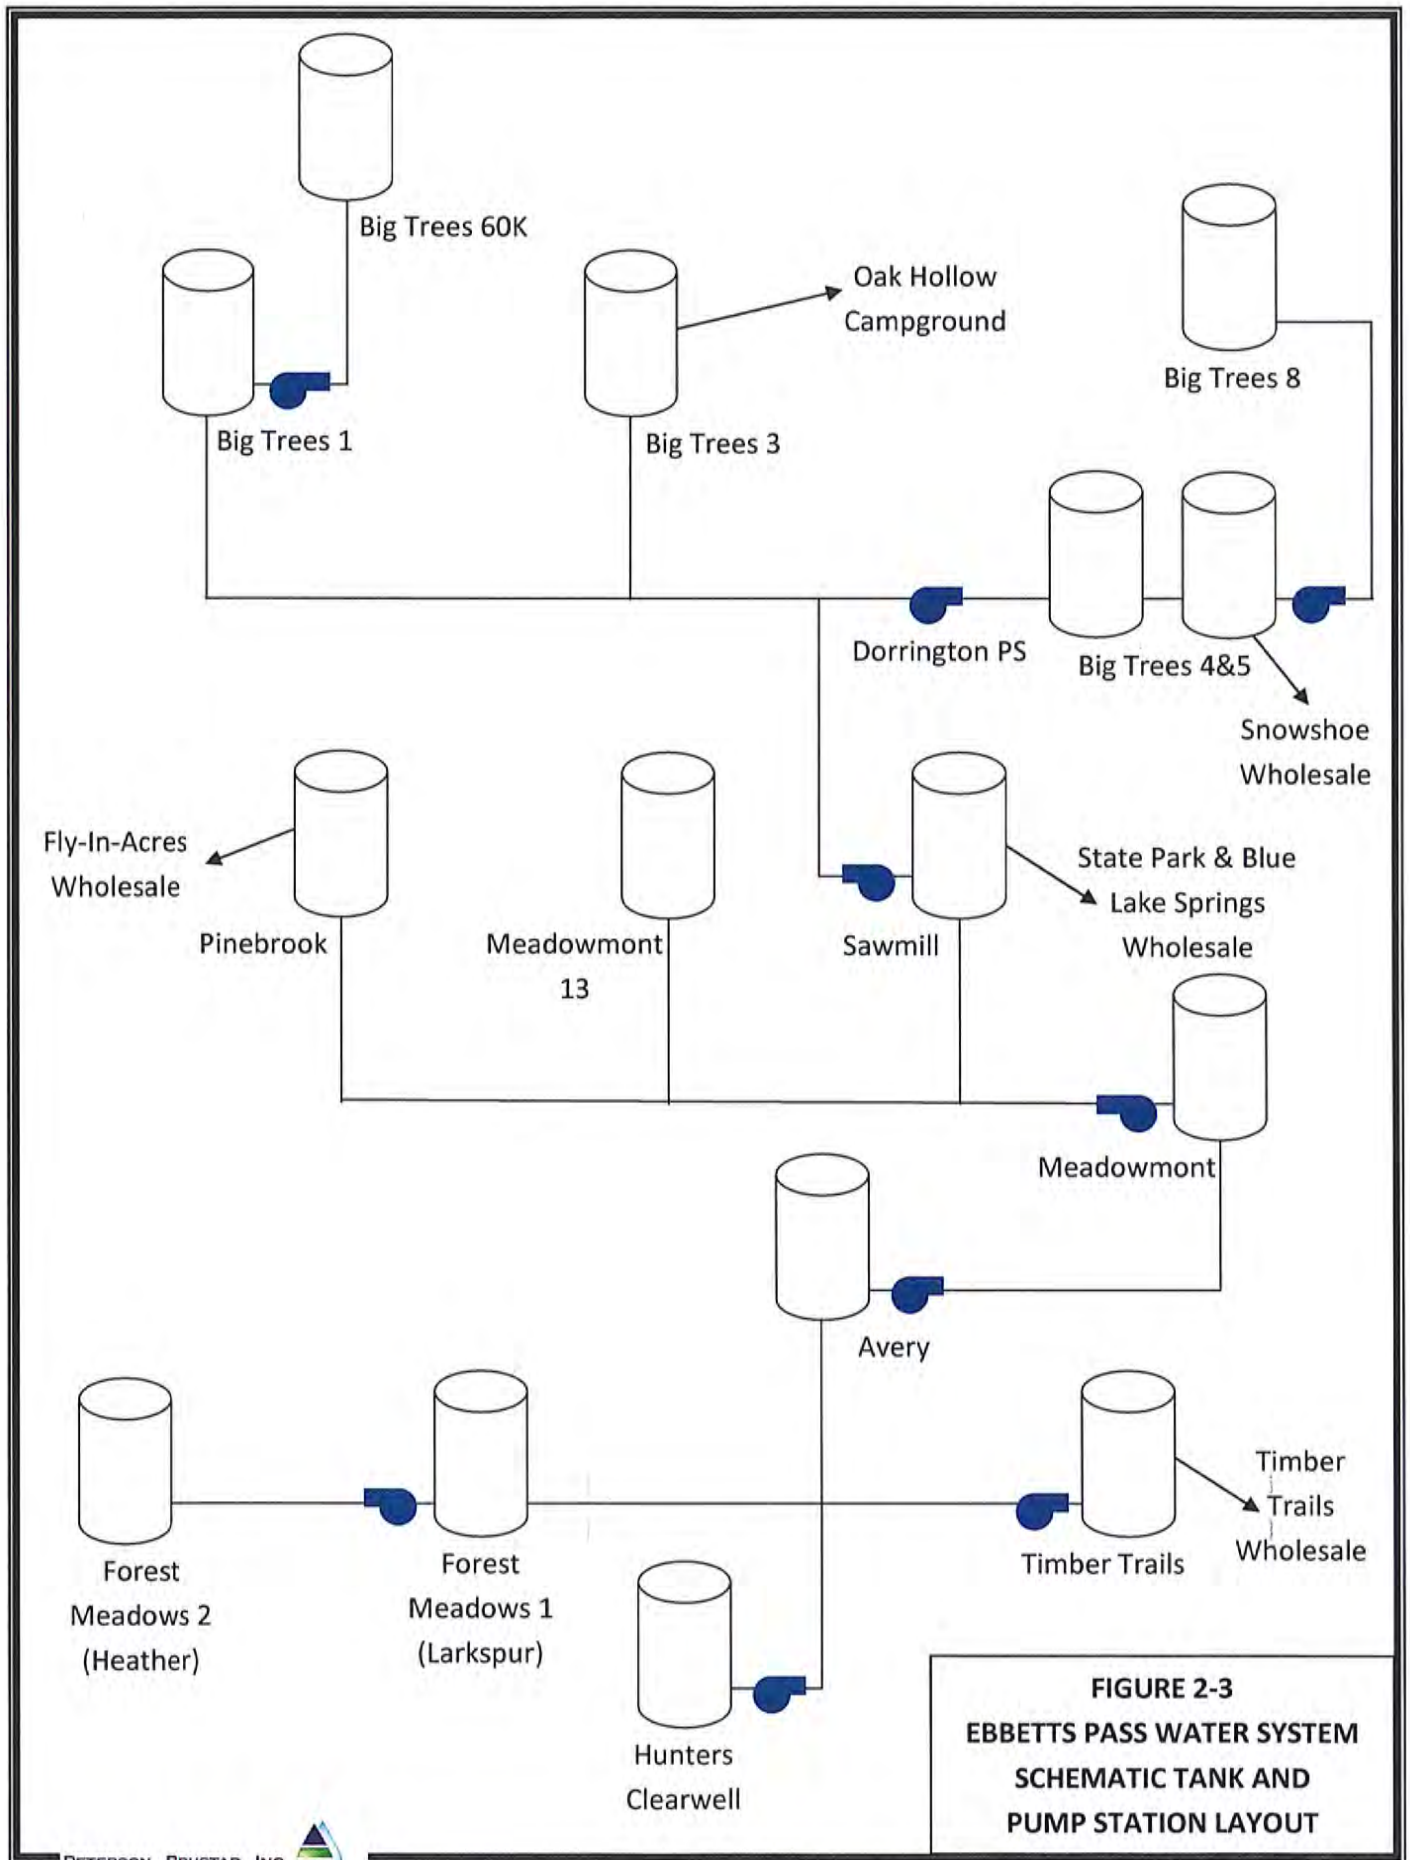 Big Trees 60K
Oak Hollow
Campground
Big Trees 8
Big Trees 1
Big Trees 3
Dorrington PS
Big Trees 4&5
Snowshoe
Wholesale
Fly-In-Acres
Wholesale
State Park & Blue
Lake Springs
Wholesale
Pinebrook
Meadowmont
13
Sawmill
Meadowmont
Avery
Timber
Trails
Wholesale
Forest
Meadows 2
(Heather)
Forest
Meadows 1
(Larkspur)
Timber Trails
Hunters
Clearwell
FIGURE 2-3
EBBETTS PASS WATER SYSTEM
SCHEMATIC TANK AND
PUMP STATION LAYOUT